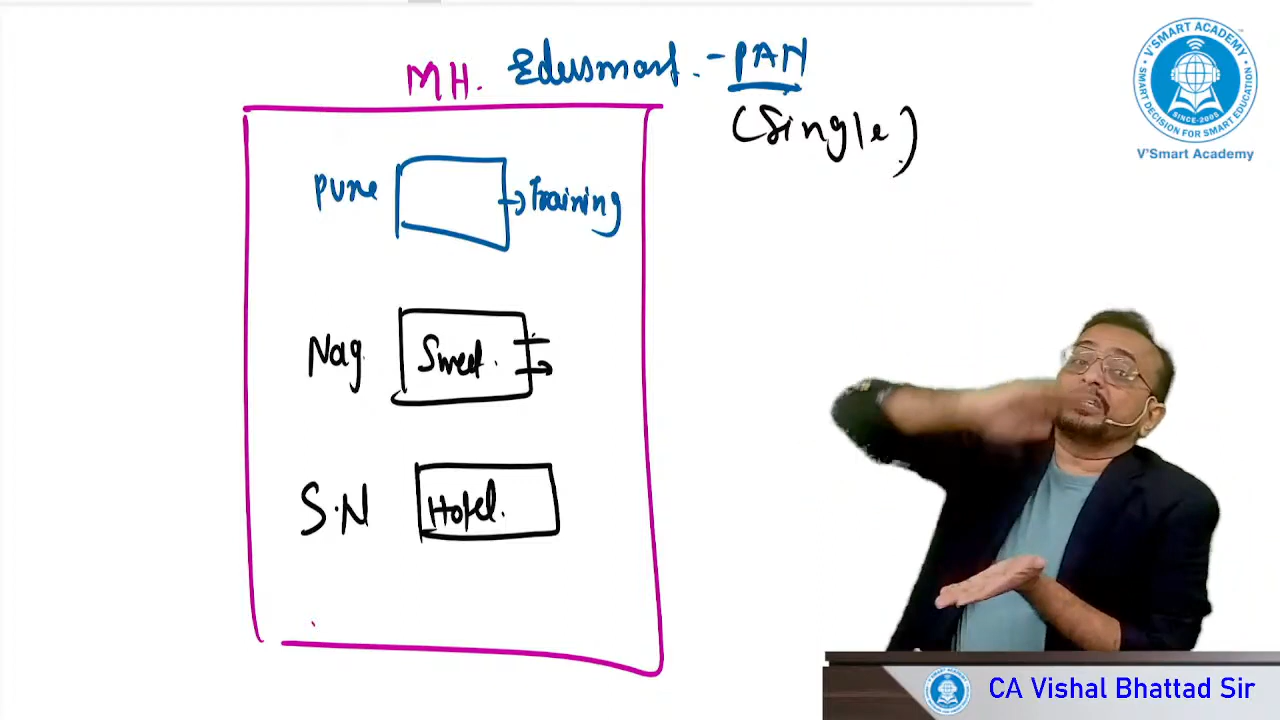 MH. Edusmart. - PAN
(Single)
Pune → Training
Nag. Sweet.
S.N Hotel.
V'SMART ACADEMY
SMART DECISION FOR SMART EDUCATION
SINCE-2005
V'Smart Academy
CA Vishal Bhattad Sir